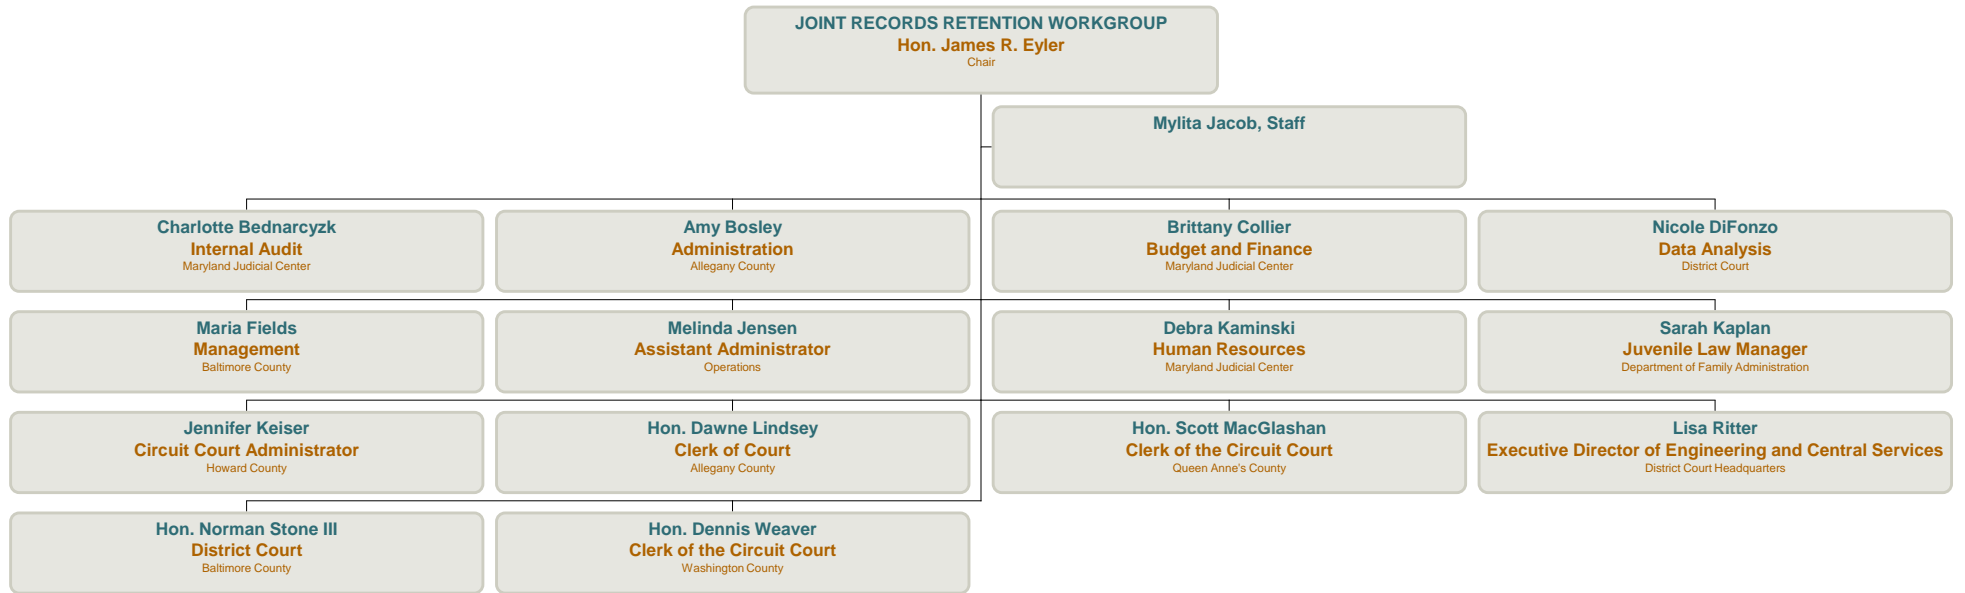 JOINT RECORDS RETENTION WORKGROUP
Hon. James R. Eyler
Chair
Mylita Jacob, Staff
Charlotte Bednarcyzk
Internal Audit
Maryland Judicial Center
Amy Bosley
Administration
Allegany County
Brittany Collier
Budget and Finance
Maryland Judicial Center
Nicole DiFonzo
Data Analysis
District Court
Maria Fields
Management
Baltimore County
Melinda Jensen
Assistant Administrator
Operations
Debra Kaminski
Human Resources
Maryland Judicial Center
Sarah Kaplan
Juvenile Law Manager
Department of Family Administration
Jennifer Keiser
Circuit Court Administrator
Howard County
Hon. Dawne Lindsey
Clerk of Court
Allegany County
Hon. Scott MacGlashan
Clerk of the Circuit Court
Queen Anne's County
Lisa Ritter
Executive Director of Engineering and Central Services
District Court Headquarters
Hon. Norman Stone III
District Court
Baltimore County
Hon. Dennis Weaver
Clerk of the Circuit Court
Washington County